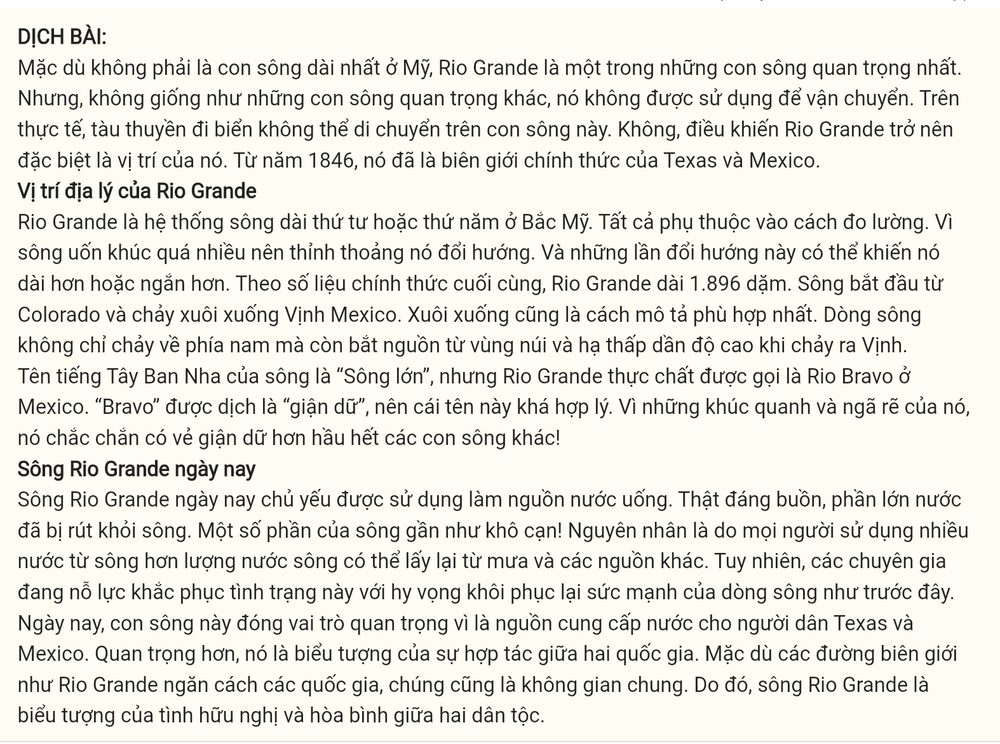 DỊCH BÀI:
Mặc dù không phải là con sông dài nhất ở Mỹ, Rio Grande là một trong những con sông quan trọng nhất.
Nhưng, không giống như những con sông quan trọng khác, nó không được sử dụng để vận chuyển. Trên
thực tế, tàu thuyền đi biển không thể di chuyển trên con sông này. Không, điều khiến Rio Grande trở nên
đặc biệt là vị trí của nó. Từ năm 1846, nó đã là biên giới chính thức của Texas và Mexico.
Vị trí địa lý của Rio Grande
Rio Grande là hệ thống sông dài thứ tư hoặc thứ năm ở Bắc Mỹ. Tất cả phụ thuộc vào cách đo lường. Vì
sông uốn khúc quá nhiều nên thỉnh thoảng nó đổi hướng. Và những lần đổi hướng này có thể khiến nó
dài hơn hoặc ngắn hơn. Theo số liệu chính thức cuối cùng, Rio Grande dài 1.896 dặm. Sông bắt đầu từ
Colorado và chảy xuôi xuống Vịnh Mexico. Xuôi xuống cũng là cách mô tả phù hợp nhất. Dòng sông
không chỉ chảy về phía nam mà còn bắt nguồn từ vùng núi và hạ thấp dần độ cao khi chảy ra Vịnh.
Tên tiếng Tây Ban Nha của sông là “Sông lớn”, nhưng Rio Grande thực chất được gọi là Rio Bravo ở
Mexico. “Bravo” được dịch là “giận dữ”, nên cái tên này khá hợp lý. Vì những khúc quanh và ngã rẽ của nó,
nó chắc chắn có vẻ giận dữ hơn hầu hết các con sông khác!
Sông Rio Grande ngày nay
Sông Rio Grande ngày nay chủ yếu được sử dụng làm nguồn nước uống. Thật đáng buồn, phần lớn nước
đã bị rút khỏi sông. Một số phần của sông gần như khô cạn! Nguyên nhân là do mọi người sử dụng nhiều
nước từ sông hơn lượng nước sông có thể lấy lại từ mưa và các nguồn khác. Tuy nhiên, các chuyên gia
đang nỗ lực khắc phục tình trạng này với hy vọng khôi phục lại sức mạnh của dòng sông như trước đây.
Ngày nay, con sông này đóng vai trò quan trọng vì là nguồn cung cấp nước cho người dân Texas và
Mexico. Quan trọng hơn, nó là biểu tượng của sự hợp tác giữa hai quốc gia. Mặc dù các đường biên giới
như Rio Grande ngăn cách các quốc gia, chúng cũng là không gian chung. Do đó, sông Rio Grande là
biểu tượng của tình hữu nghị và hòa bình giữa hai dân tộc.